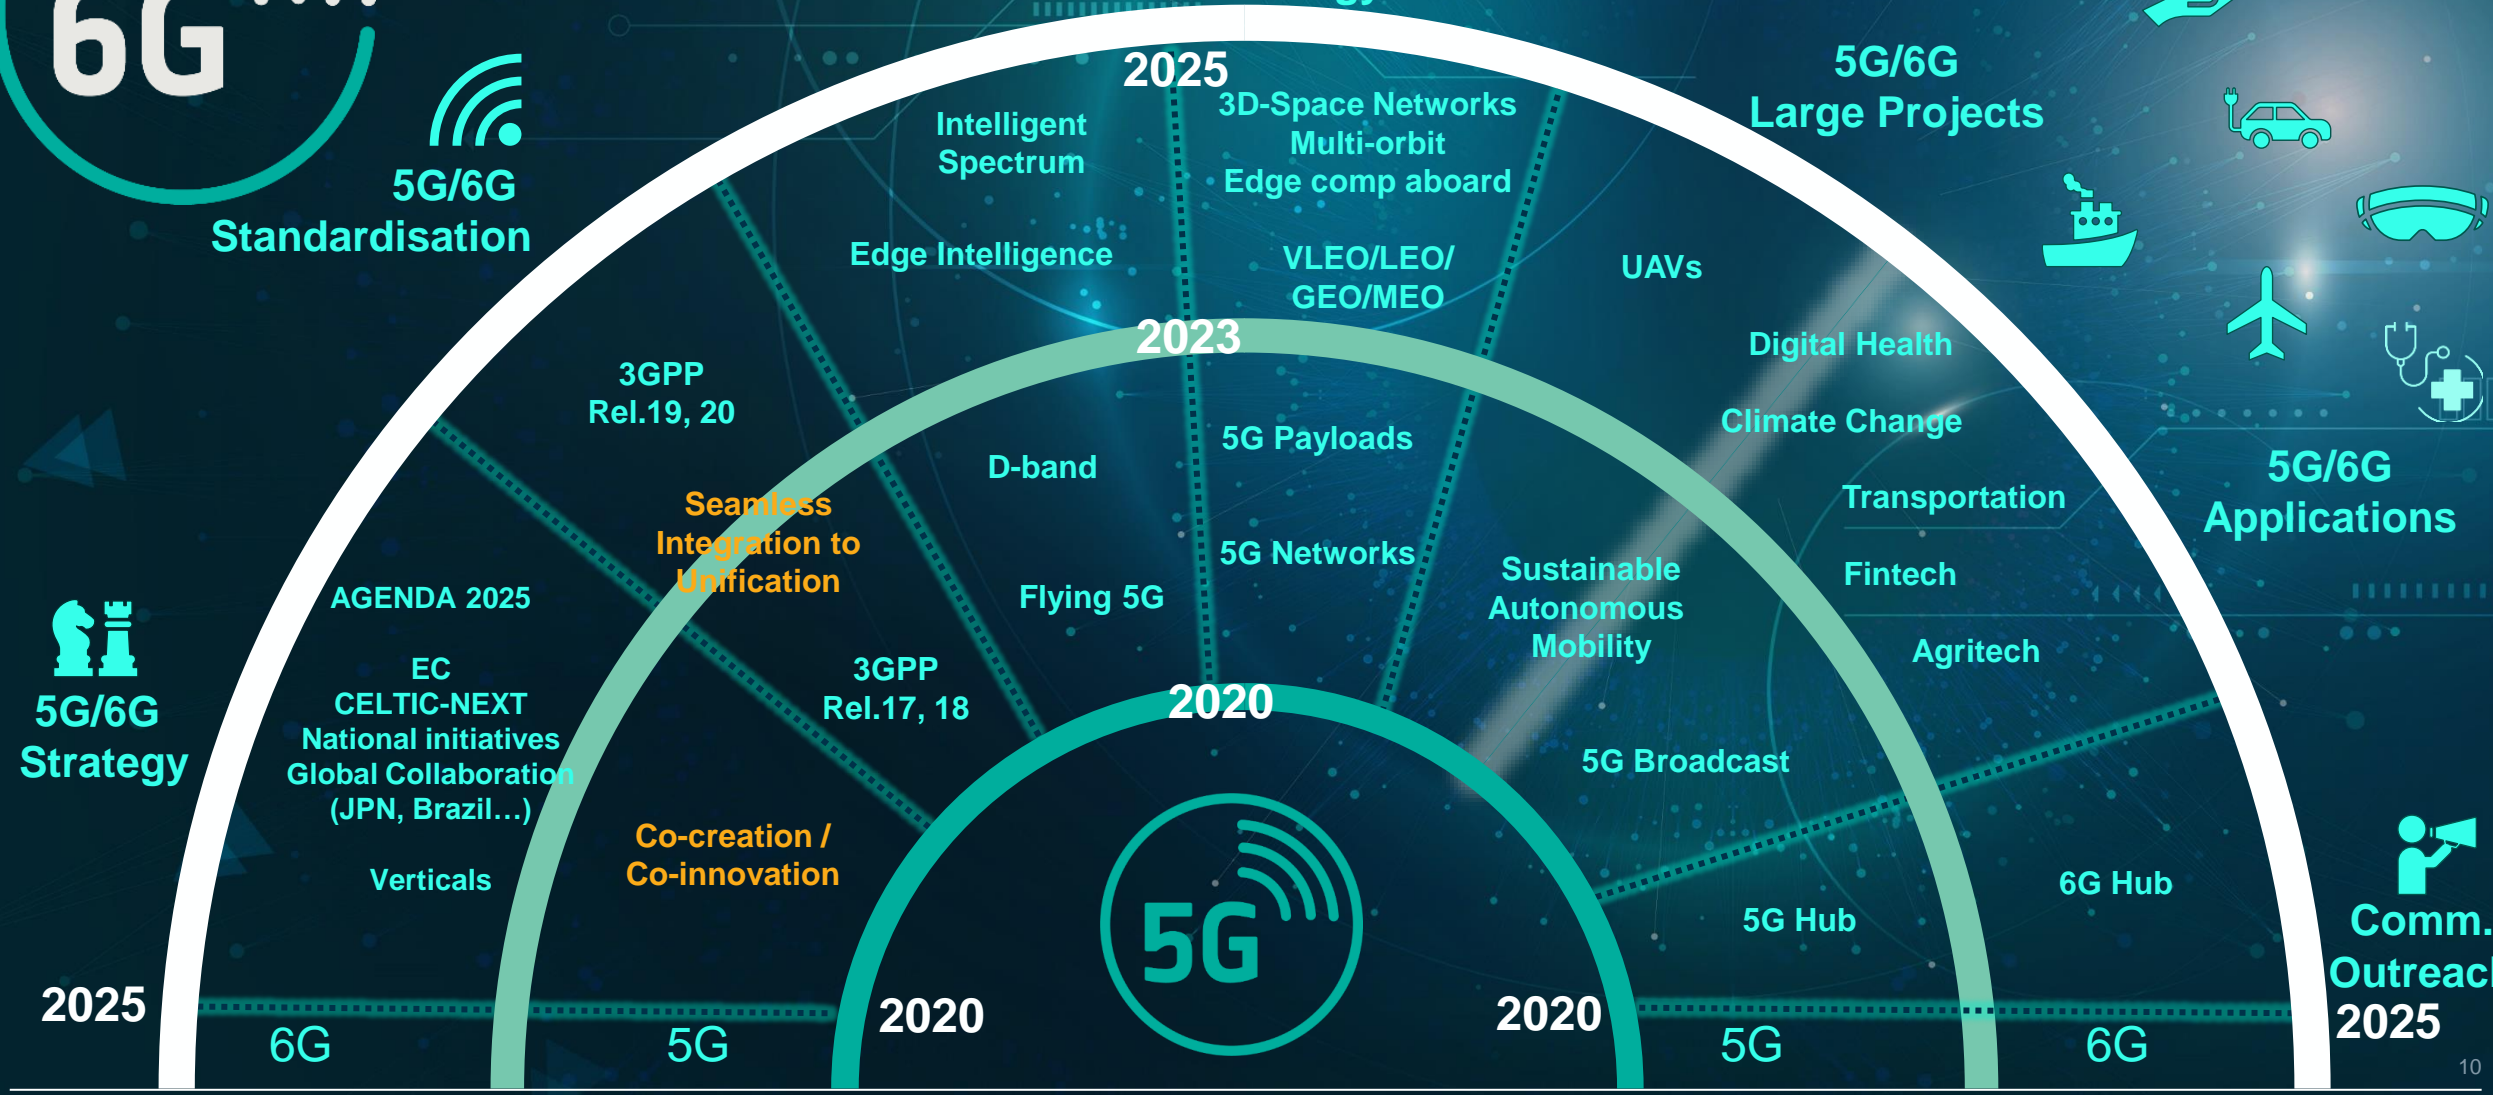 6G
5G/6G
Standardisation
5G/6G
Large Projects
5G/6G
Applications
5G/6G
Strategy
Comm.
2025
2023
2020
Intelligent
Spectrum
Edge Intelligence
3D-Space Networks
Multi-orbit
Edge comp aboard
VLEO/LEO/
GEO/MEO
UAVs
Digital Health
Climate Change
Transportation
Fintech
Agritech
3GPP
Rel.19, 20
Seamless
Integration to
Unification
D-band
Flying 5G
5G Payloads
5G Networks
Sustainable
Autonomous
Mobility
5G Broadcast
AGENDA 2025
EC
CELTIC-NEXT
National initiatives
Global Collaboration
(JPN, Brazil…)
Verticals
3GPP
Rel.17, 18
Co-creation /
Co-innovation
5G
5G Hub
6G Hub
2025
2020
2020
2025
6G
5G
5G
6G
10